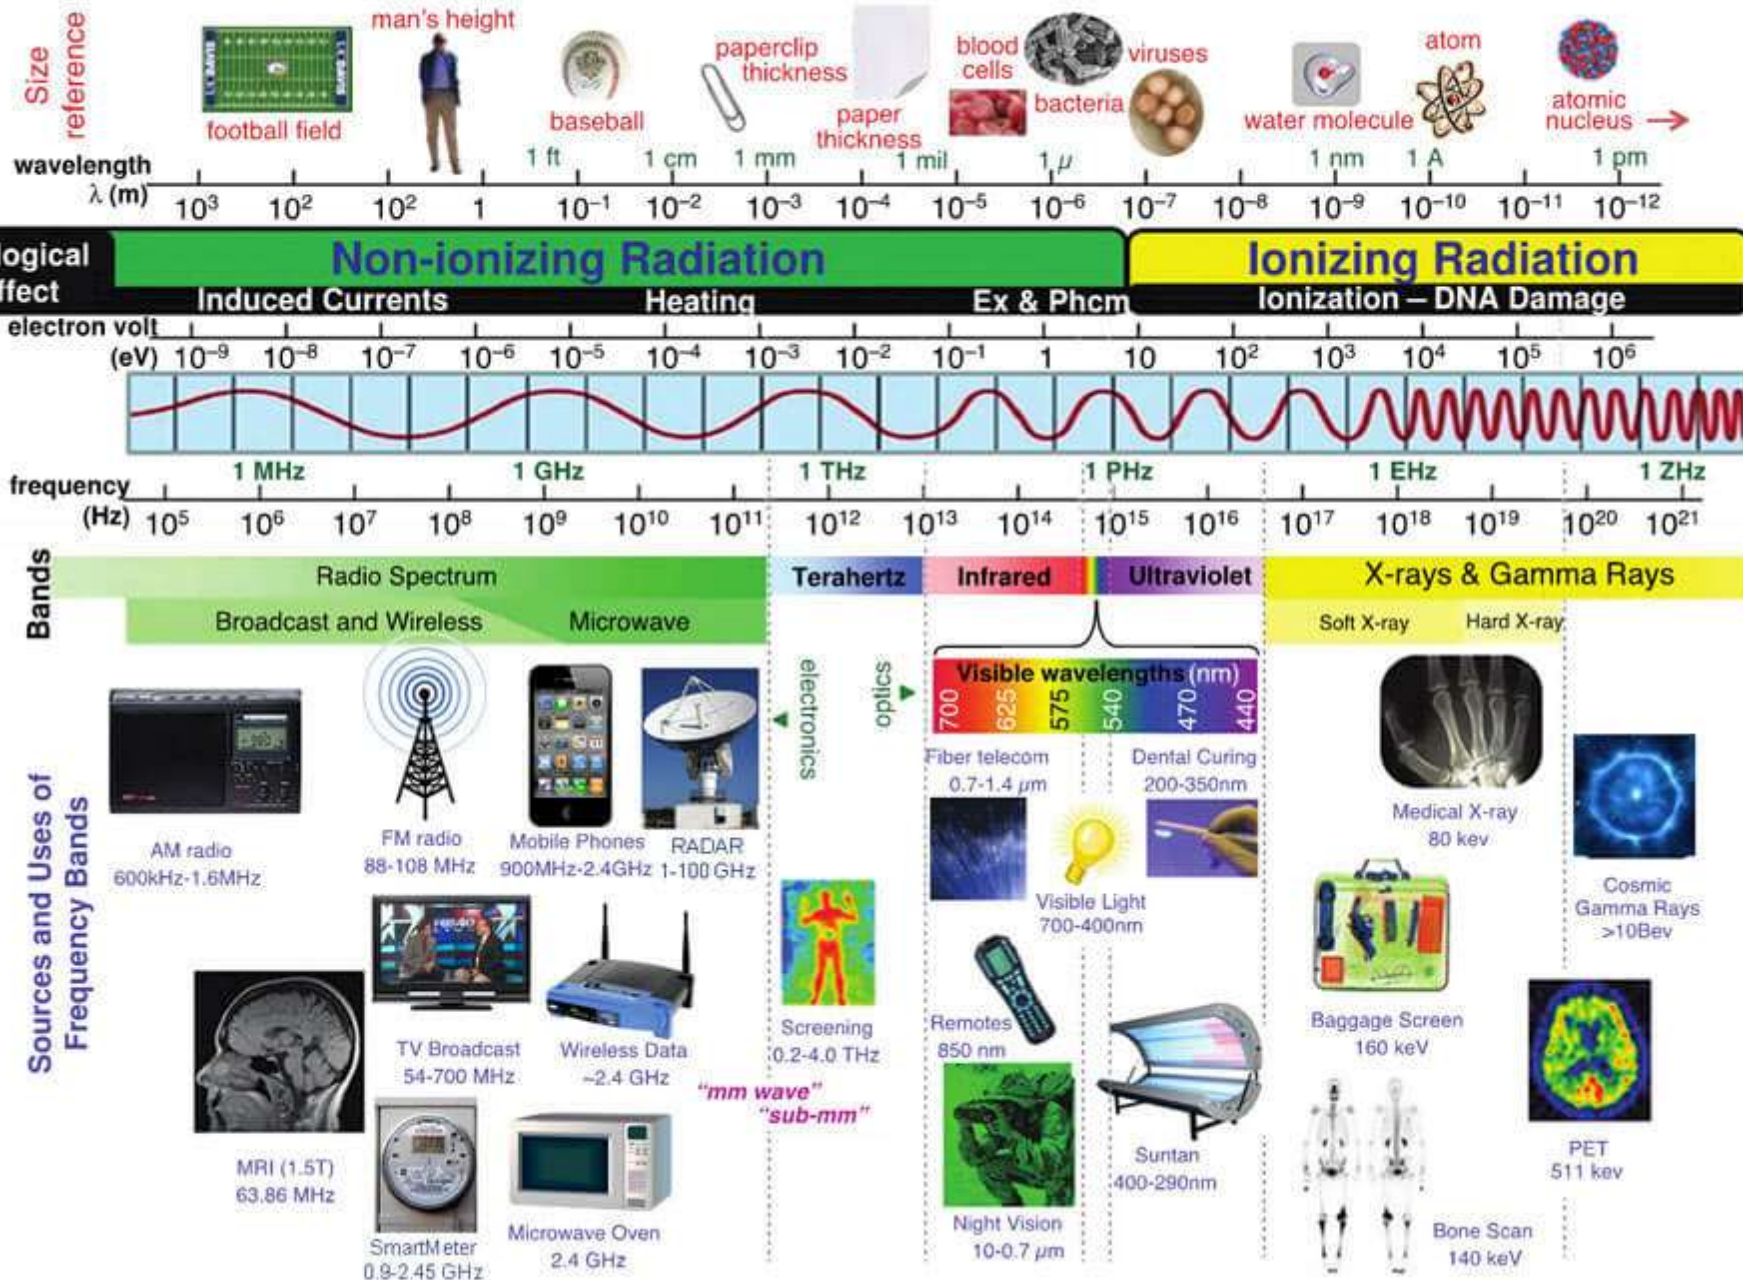 Size
reference
football field
man's height
baseball
paperclip
thickness
paper
thickness
blood
cells
bacteria
viruses
water molecule
atom
atomic
nucleus
1 ft
1 cm
1 mm
1 mil
1 µ
1 nm
1 A
1 pm
wavelength
λ (m)
10³ 10² 10² 1 10⁻¹ 10⁻² 10⁻³ 10⁻⁴ 10⁻⁵ 10⁻⁶ 10⁻⁷ 10⁻⁸ 10⁻⁹ 10⁻¹⁰ 10⁻¹¹ 10⁻¹²
logical
ffect
Non-ionizing Radiation
Ionizing Radiation
Induced Currents
Heating
Ex & Phcm
Ionization – DNA Damage
electron volt
(eV) 10⁻⁹ 10⁻⁸ 10⁻⁷ 10⁻⁶ 10⁻⁵ 10⁻⁴ 10⁻³ 10⁻² 10⁻¹ 1 10 10² 10³ 10⁴ 10⁵ 10⁶
1 MHz 1 GHz 1 THz 1 PHz 1 EHz 1 ZHz
frequency
(Hz) 10⁵ 10⁶ 10⁷ 10⁸ 10⁹ 10¹⁰ 10¹¹ 10¹² 10¹³ 10¹⁴ 10¹⁵ 10¹⁶ 10¹⁷ 10¹⁸ 10¹⁹ 10²⁰ 10²¹
Bands
Radio Spectrum
Terahertz
Infrared
Ultraviolet
X-rays & Gamma Rays
Broadcast and Wireless
Microwave
Soft X-ray
Hard X-ray
electronics
optics
Visible wavelengths (nm)
700
625
575
540
470
440
Sources and Uses of
Frequency Bands
AM radio
600kHz-1.6MHz
FM radio
88-108 MHz
Mobile Phones
900MHz-2.4GHz
RADAR
1-100 GHz
Fiber telecom
0.7-1.4 µm
Dental Curing
200-350nm
Medical X-ray
80 kev
Visible Light
700-400nm
Cosmic
Gamma Rays
>10Bev
TV Broadcast
54-700 MHz
Wireless Data
~2.4 GHz
Screening
0.2-4.0 THz
"mm wave"
"sub-mm"
Remotes
850 nm
Baggage Screen
160 keV
MRI (1.5T)
63.86 MHz
SmartMeter
0.9-2.45 GHz
Microwave Oven
2.4 GHz
Night Vision
10-0.7 µm
Suntan
400-290nm
PET
511 kev
Bone Scan
140 keV